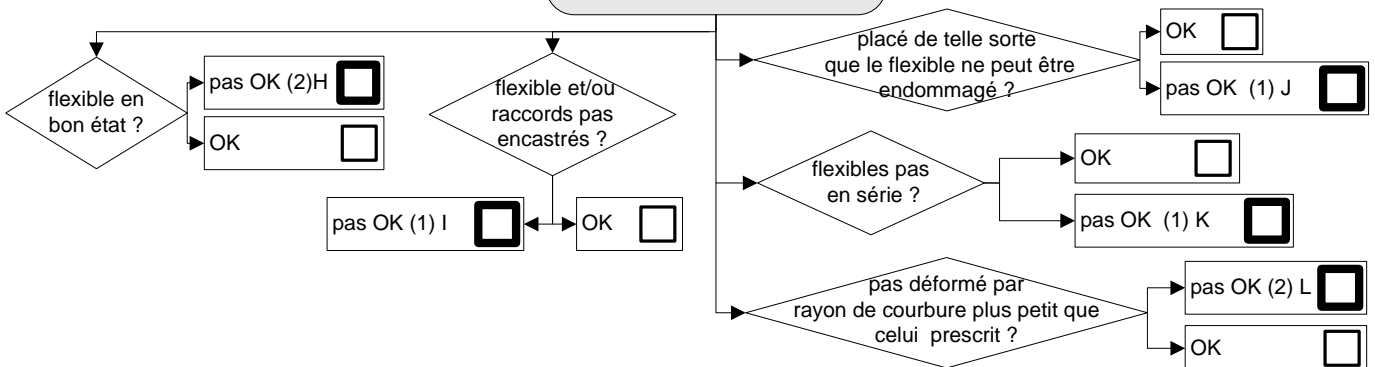 flexible en
bon état ?
pas OK (2)H
OK
flexible et/ou
raccords pas
encastrés ?
pas OK (1) I
OK
placé de telle sorte
que le flexible ne peut être
endommagé ?
OK
pas OK (1) J
flexibles pas
en série ?
OK
pas OK (1) K
pas déformé par
rayon de courbure plus petit que
celui prescrit ?
pas OK (2) L
OK